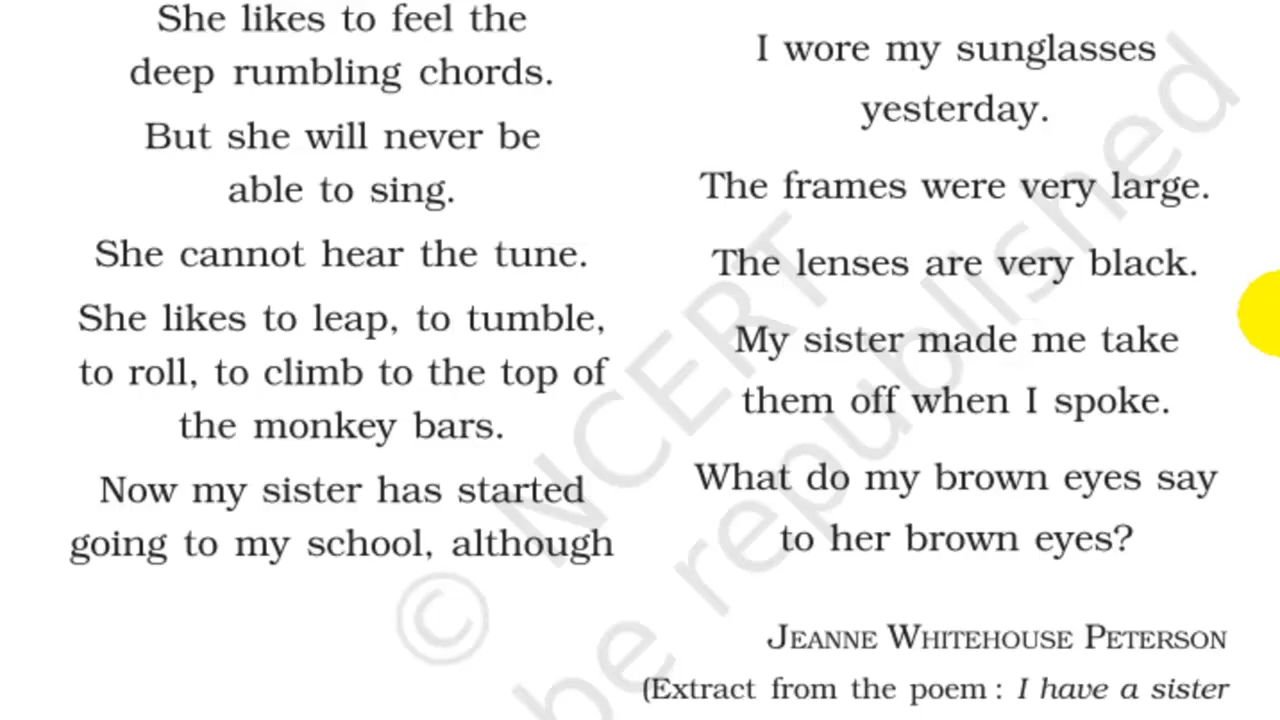 She likes to feel the
deep rumbling chords.
But she will never be
able to sing.
She cannot hear the tune.
She likes to leap, to tumble,
to roll, to climb to the top of
the monkey bars.
Now my sister has started
going to my school, although
I wore my sunglasses
yesterday.
The frames were very large.
The lenses are very black.
My sister made me take
them off when I spoke.
What do my brown eyes say
to her brown eyes?
JEANNE WHITEHOUSE PETERSON
(Extract from the poem : I have a sister
© NCERT
be republished